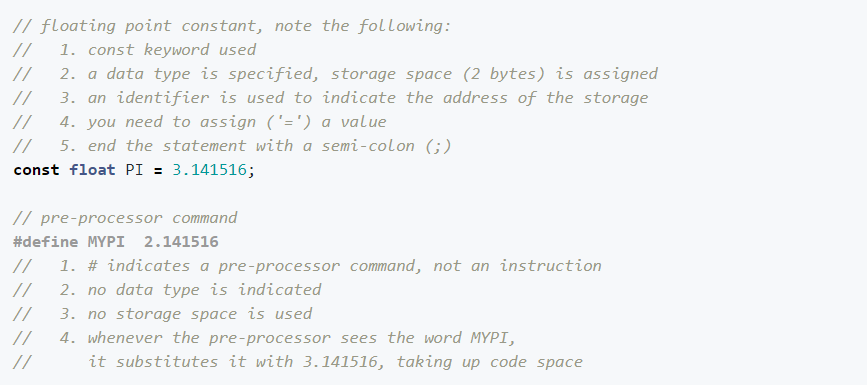 // floating point constant, note the following:
//   1. const keyword used
//   2. a data type is specified, storage space (2 bytes) is assigned
//   3. an identifier is used to indicate the address of the storage
//   4. you need to assign ('=') a value
//   5. end the statement with a semi-colon (;)
const float PI = 3.141516;

// pre-processor command
#define MYPI  2.141516
//   1. # indicates a pre-processor command, not an instruction
//   2. no data type is indicated
//   3. no storage space is used
//   4. whenever the pre-processor sees the word MYPI,
//      it substitutes it with 3.141516, taking up code space